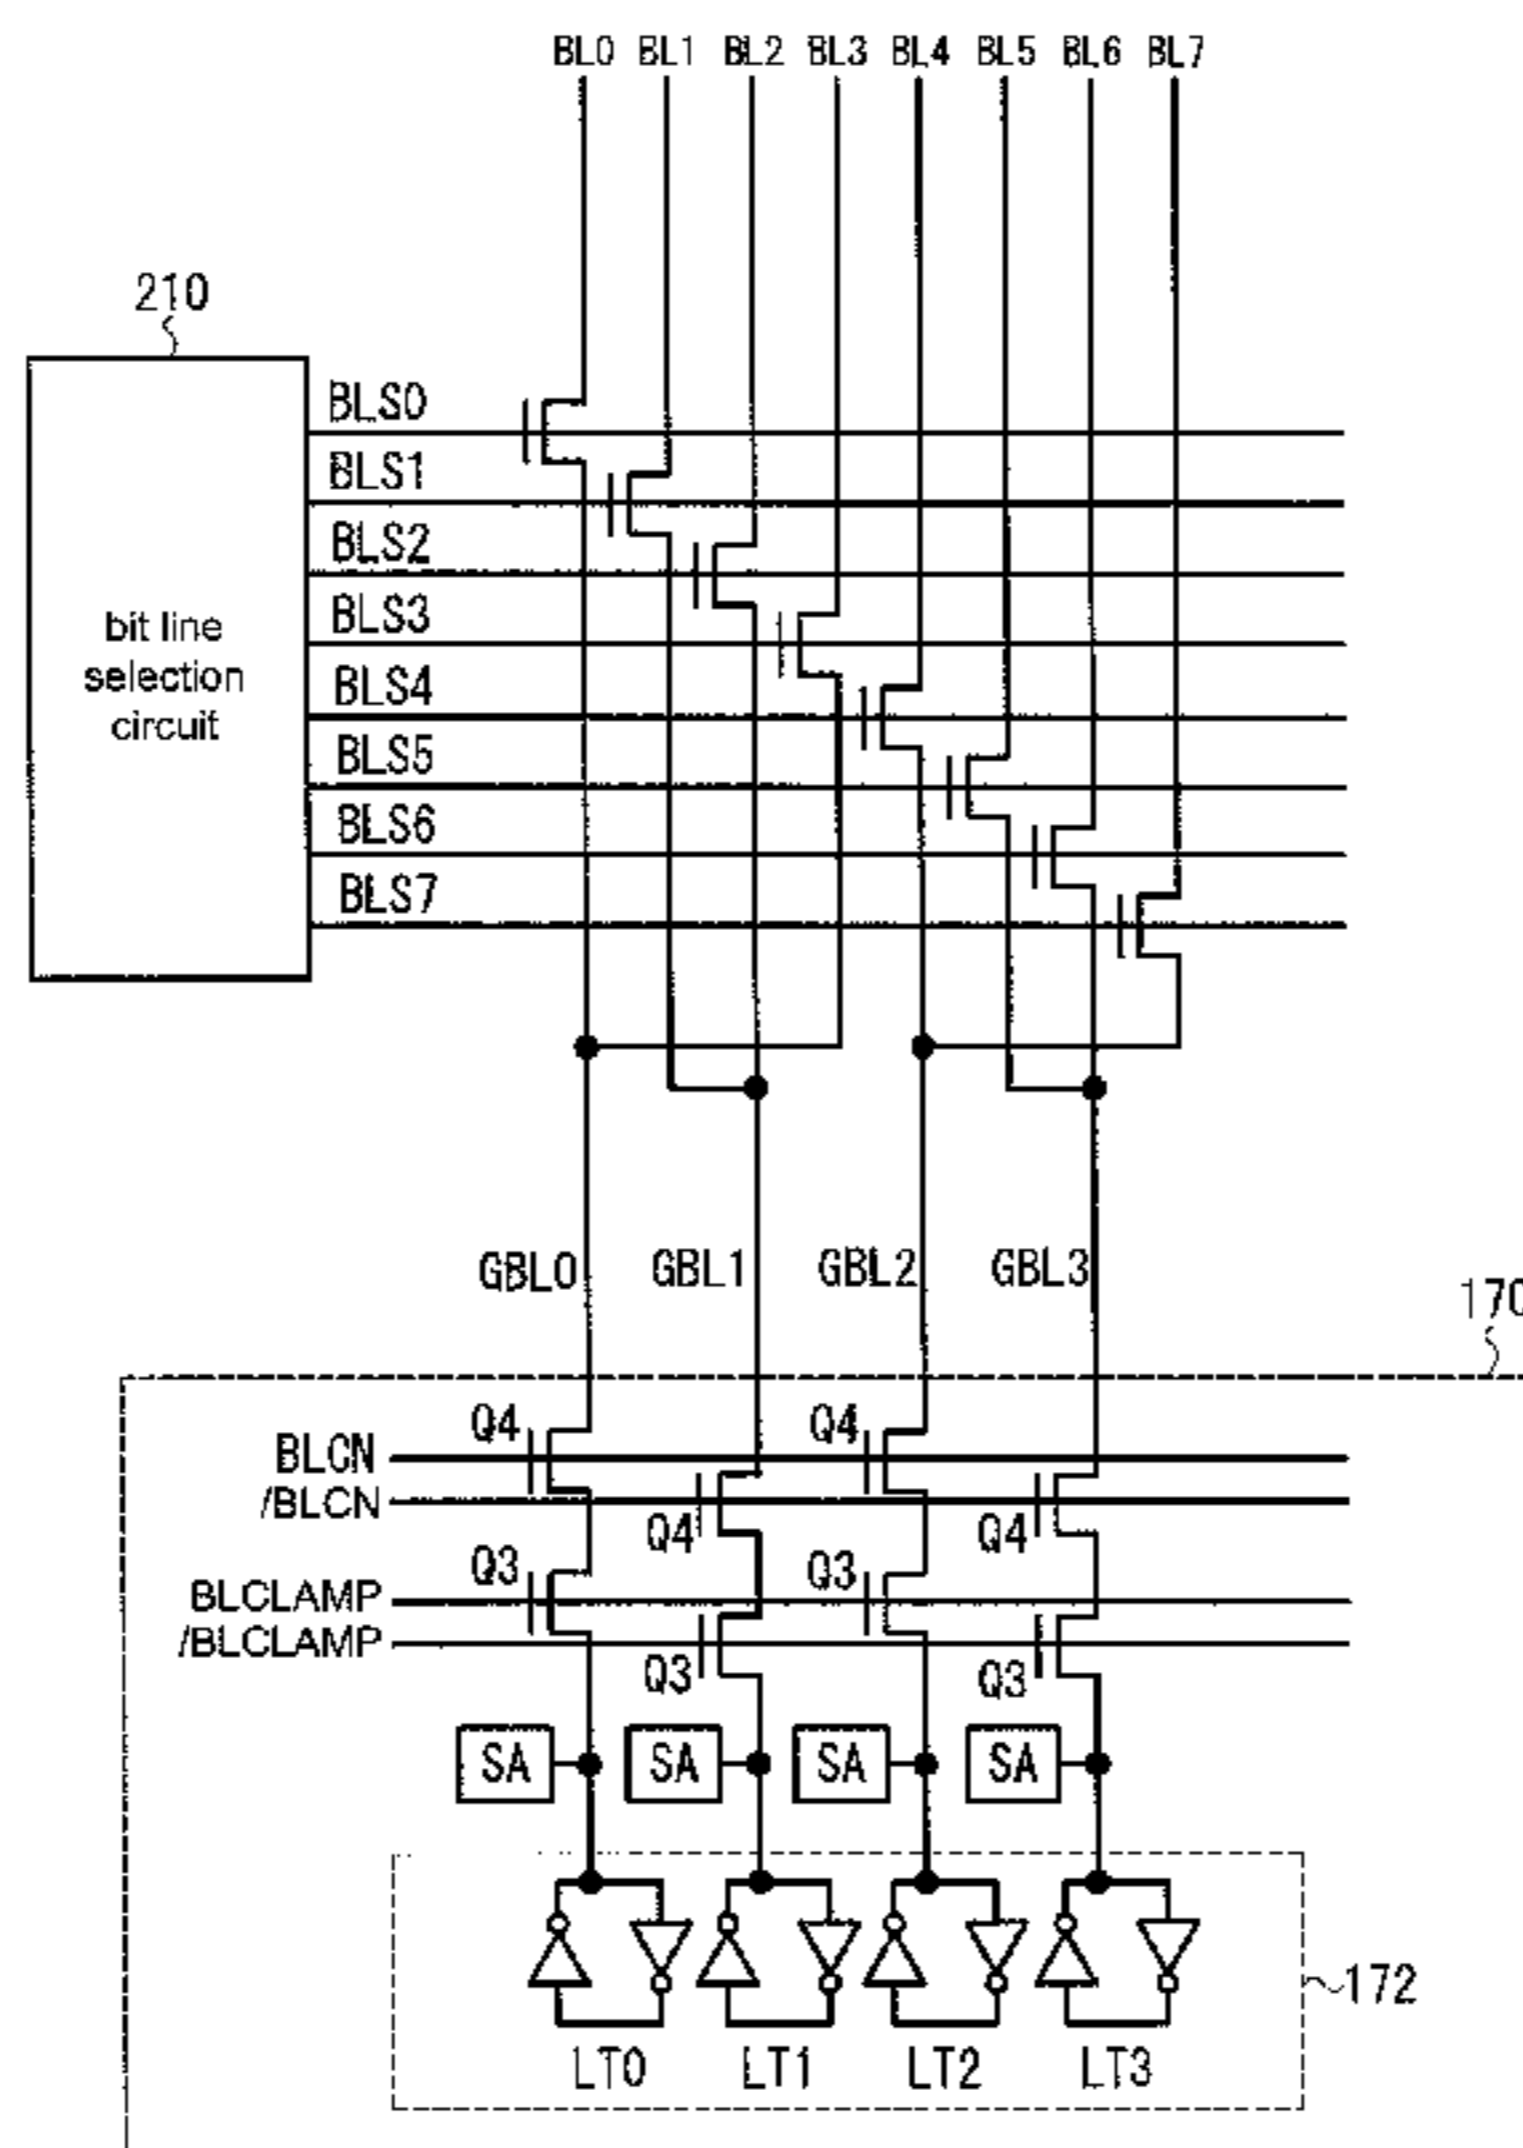 BL0 BL1 BL2 BL3 BL4 BL5 BL6 BL7
210
BLS0
BLS1
BLS2
BLS3
BLS4
BLS5
BLS6
BLS7
bit line
selection
circuit
GBL0 GBL1 GBL2 GBL3
170
Q4 Q4
BLCN
/BLCN
Q4 Q4
Q3 Q3
BLCLAMP
/BLCLAMP
Q3 Q3
SA SA SA SA
172
LT0 LT1 LT2 LT3